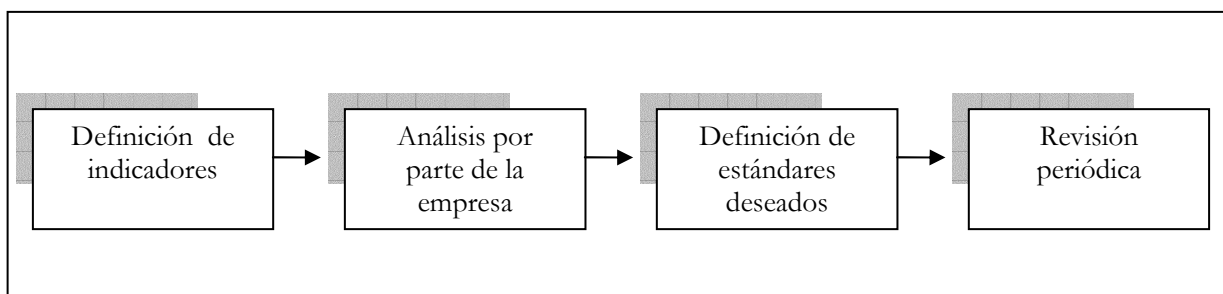 Definición de
indicadores
Análisis por
parte de la
empresa
Definición de
estándares
deseados
Revisión
periódica